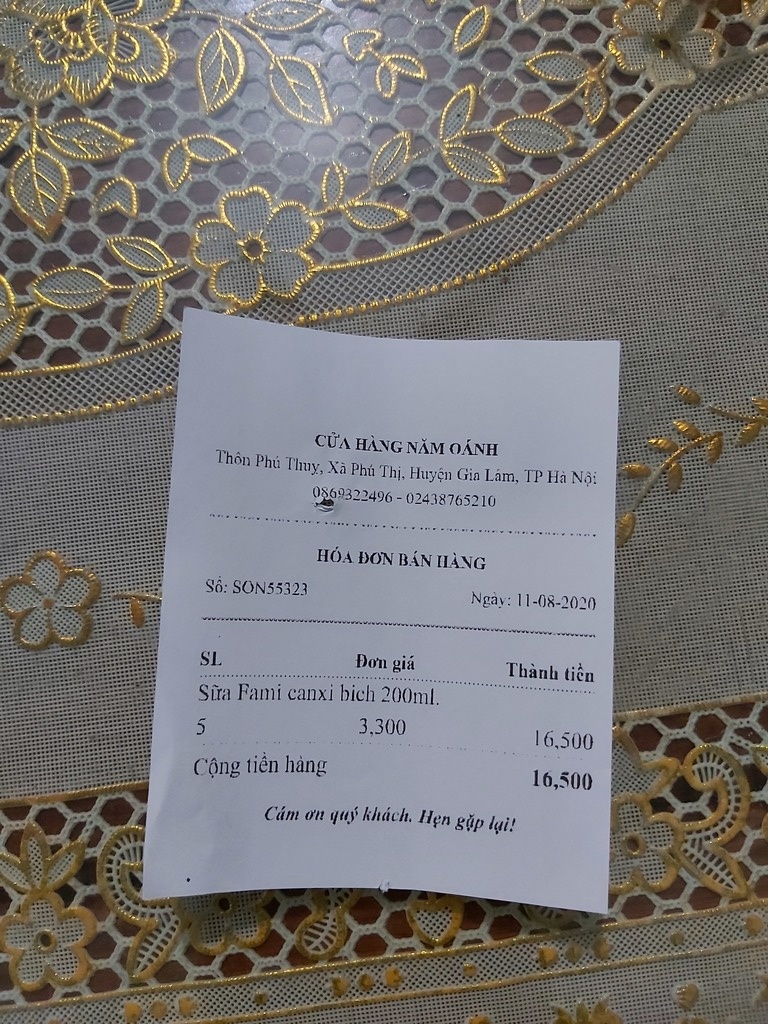 CỬA HÀNG NĂM OÁNH
Thôn Phú Thuy, Xã Phú Thị, Huyện Gia Lâm, TP Hà Nội
0869322496 - 02438765210
HÓA ĐƠN BÁN HÀNG
Số: SON55323 Ngày: 11-08-2020
SL Đơn giá Thành tiền
Sữa Fami canxi bich 200ml.
5 3,300 16,500
Cộng tiền hàng 16,500
Cám ơn quý khách. Hẹn gặp lại!